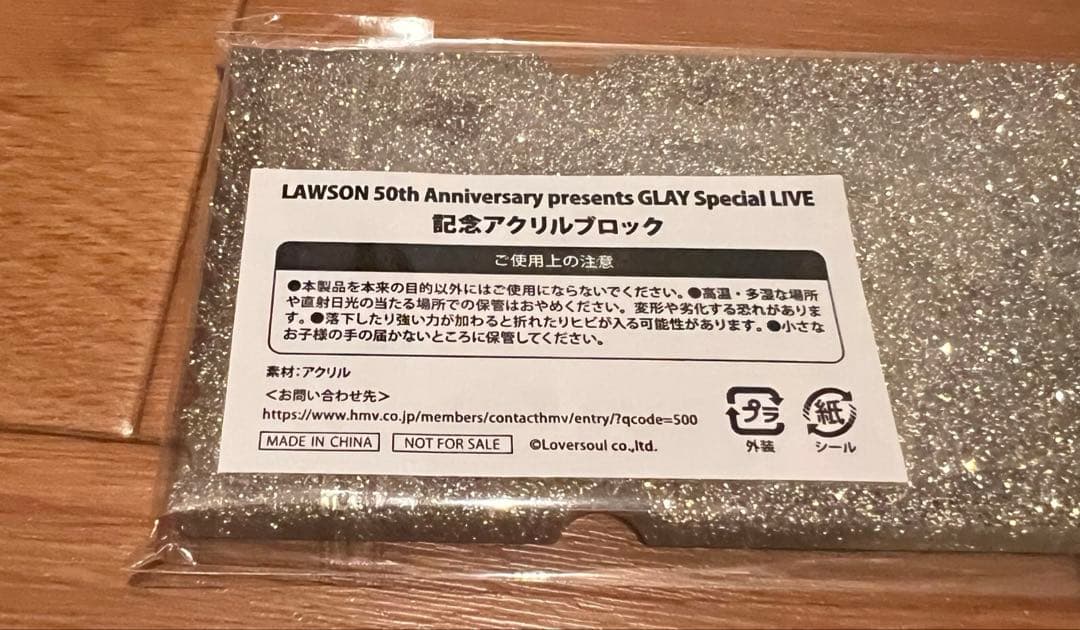 LAWSON 50th Anniversary presents GLAY Special LIVE
記念アクリルブロック
ご使用上の注意
●本製品を本来の目的以外にはご使用にならないでください。●高温・多湿な場所
や直射日光の当たる場所での保管はおやめください。変形や劣化する恐れがありま
す。●落下したり強い力が加わると折れたりヒビが入る可能性があります。●小さな
お子様の手の届かないところに保管してください。
素材：アクリル
＜お問い合わせ先＞
https://www.hmv.co.jp/members/contacthmv/entry/?qcode=500
MADE IN CHINA NOT FOR SALE ©Loversoul co.,ltd.
プラ 紙
外装 シール